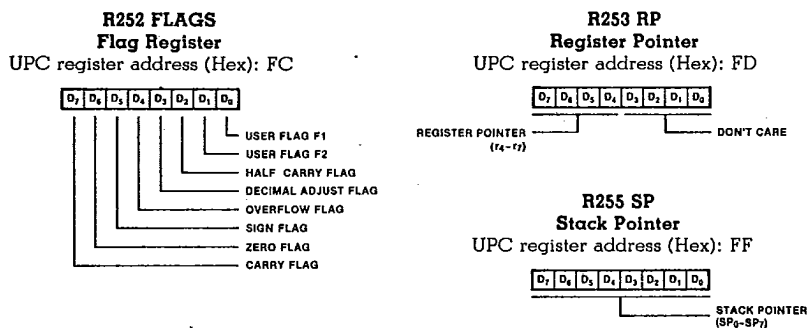 R252 FLAGS
Flag Register
UPC register address (Hex): FC
D7 D6 D5 D4 D3 D2 D1 D0
USER FLAG F1
USER FLAG F2
HALF CARRY FLAG
DECIMAL ADJUST FLAG
OVERFLOW FLAG
SIGN FLAG
ZERO FLAG
CARRY FLAG
R253 RP
Register Pointer
UPC register address (Hex): FD
D7 D6 D5 D4 D3 D2 D1 D0
REGISTER POINTER
(r4–r7)
DON'T CARE
R255 SP
Stack Pointer
UPC register address (Hex): FF
D7 D6 D5 D4 D3 D2 D1 D0
STACK POINTER
(SP0–SP7)